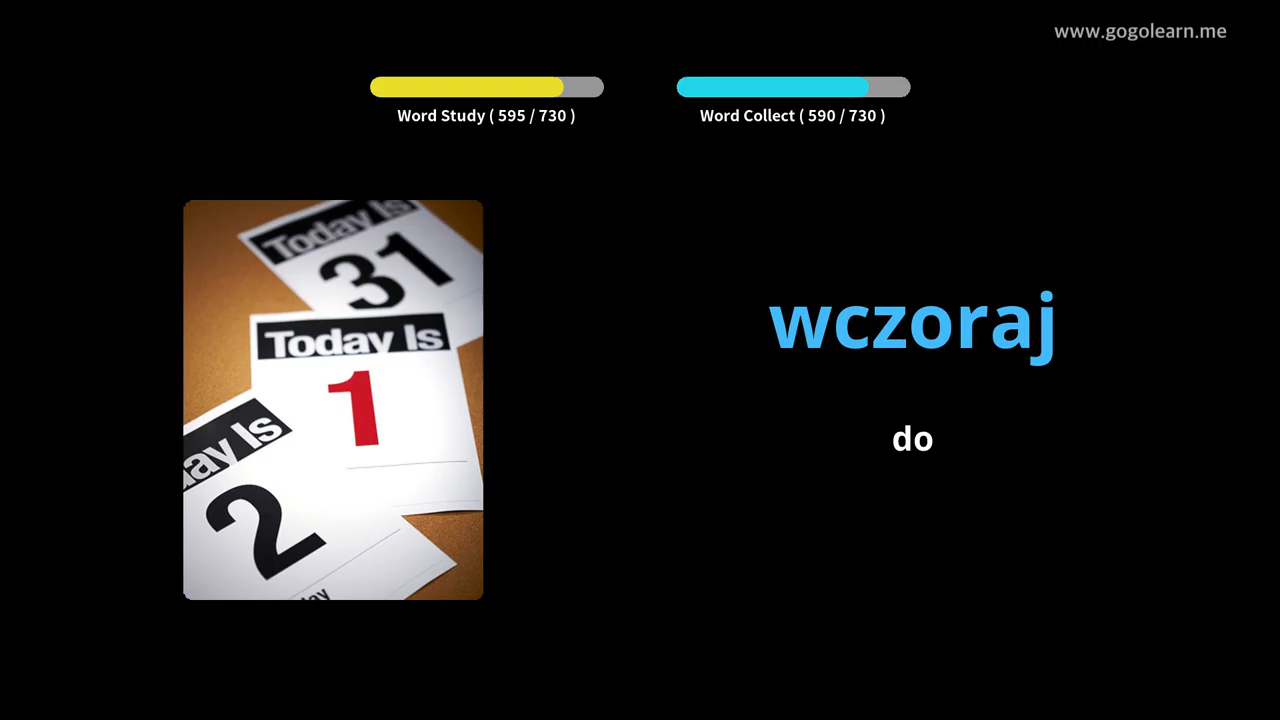 www.gogolearn.me
Word Study ( 595 / 730 )
Word Collect ( 590 / 730 )
Today Is
31
Today Is
1
ay Is
2
wczoraj
do